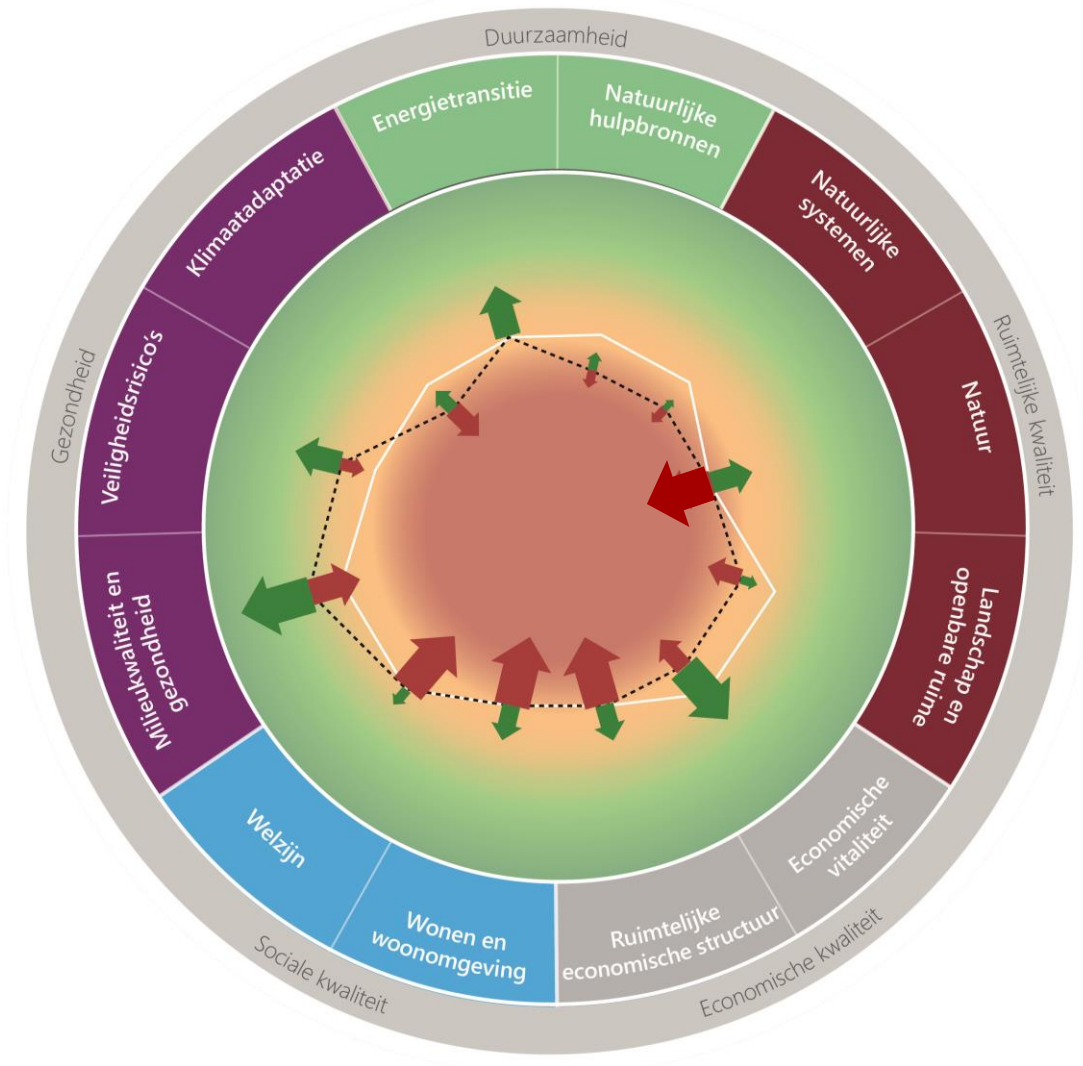 Duurzaamheid
Energietransitie
Natuurlijke
hulpbronnen
Natuurlijke
systemen
Ruimtelijke kwaliteit
Natuur
Landschap en
openbare ruimte
Economische
vitaliteit
Economische kwaliteit
Ruimtelijke
economische structuur
Wonen en
woonomgeving
Sociale kwaliteit
Welzijn
Milieukwaliteit en
gezondheid
Gezondheid
Veiligheidsrisico's
Klimaatadaptatie